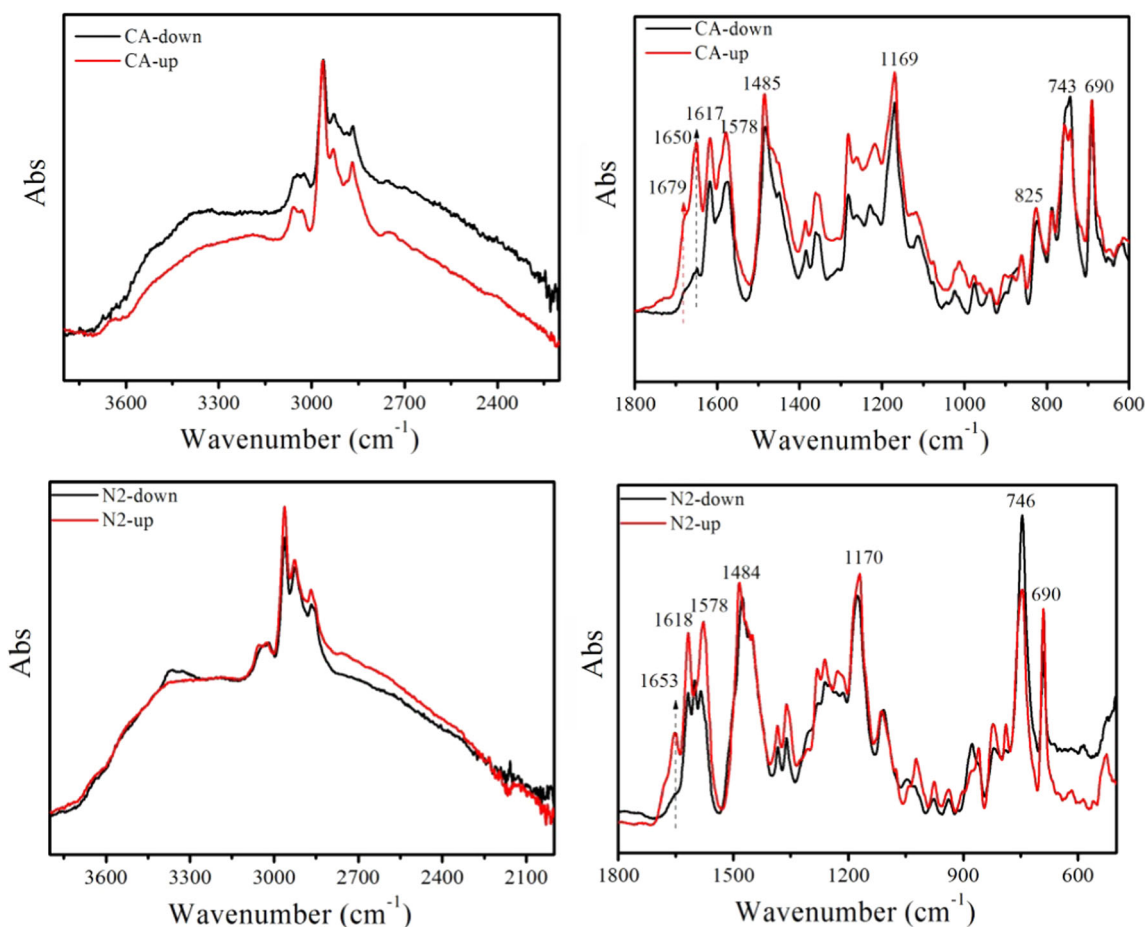 CA-down
CA-up
Abs
3600 3300 3000 2700 2400
Wavenumber (cm-1)
CA-down
CA-up
1169
1485
743 690
1617
1578
1650
1679
825
Abs
1800 1600 1400 1200 1000 800 600
Wavenumber (cm-1)
N2-down
N2-up
Abs
3600 3300 3000 2700 2400 2100
Wavenumber (cm-1)
N2-down
N2-up
746
1484
1170
690
1618 1578
1653
Abs
1800 1500 1200 900 600
Wavenumber (cm-1)